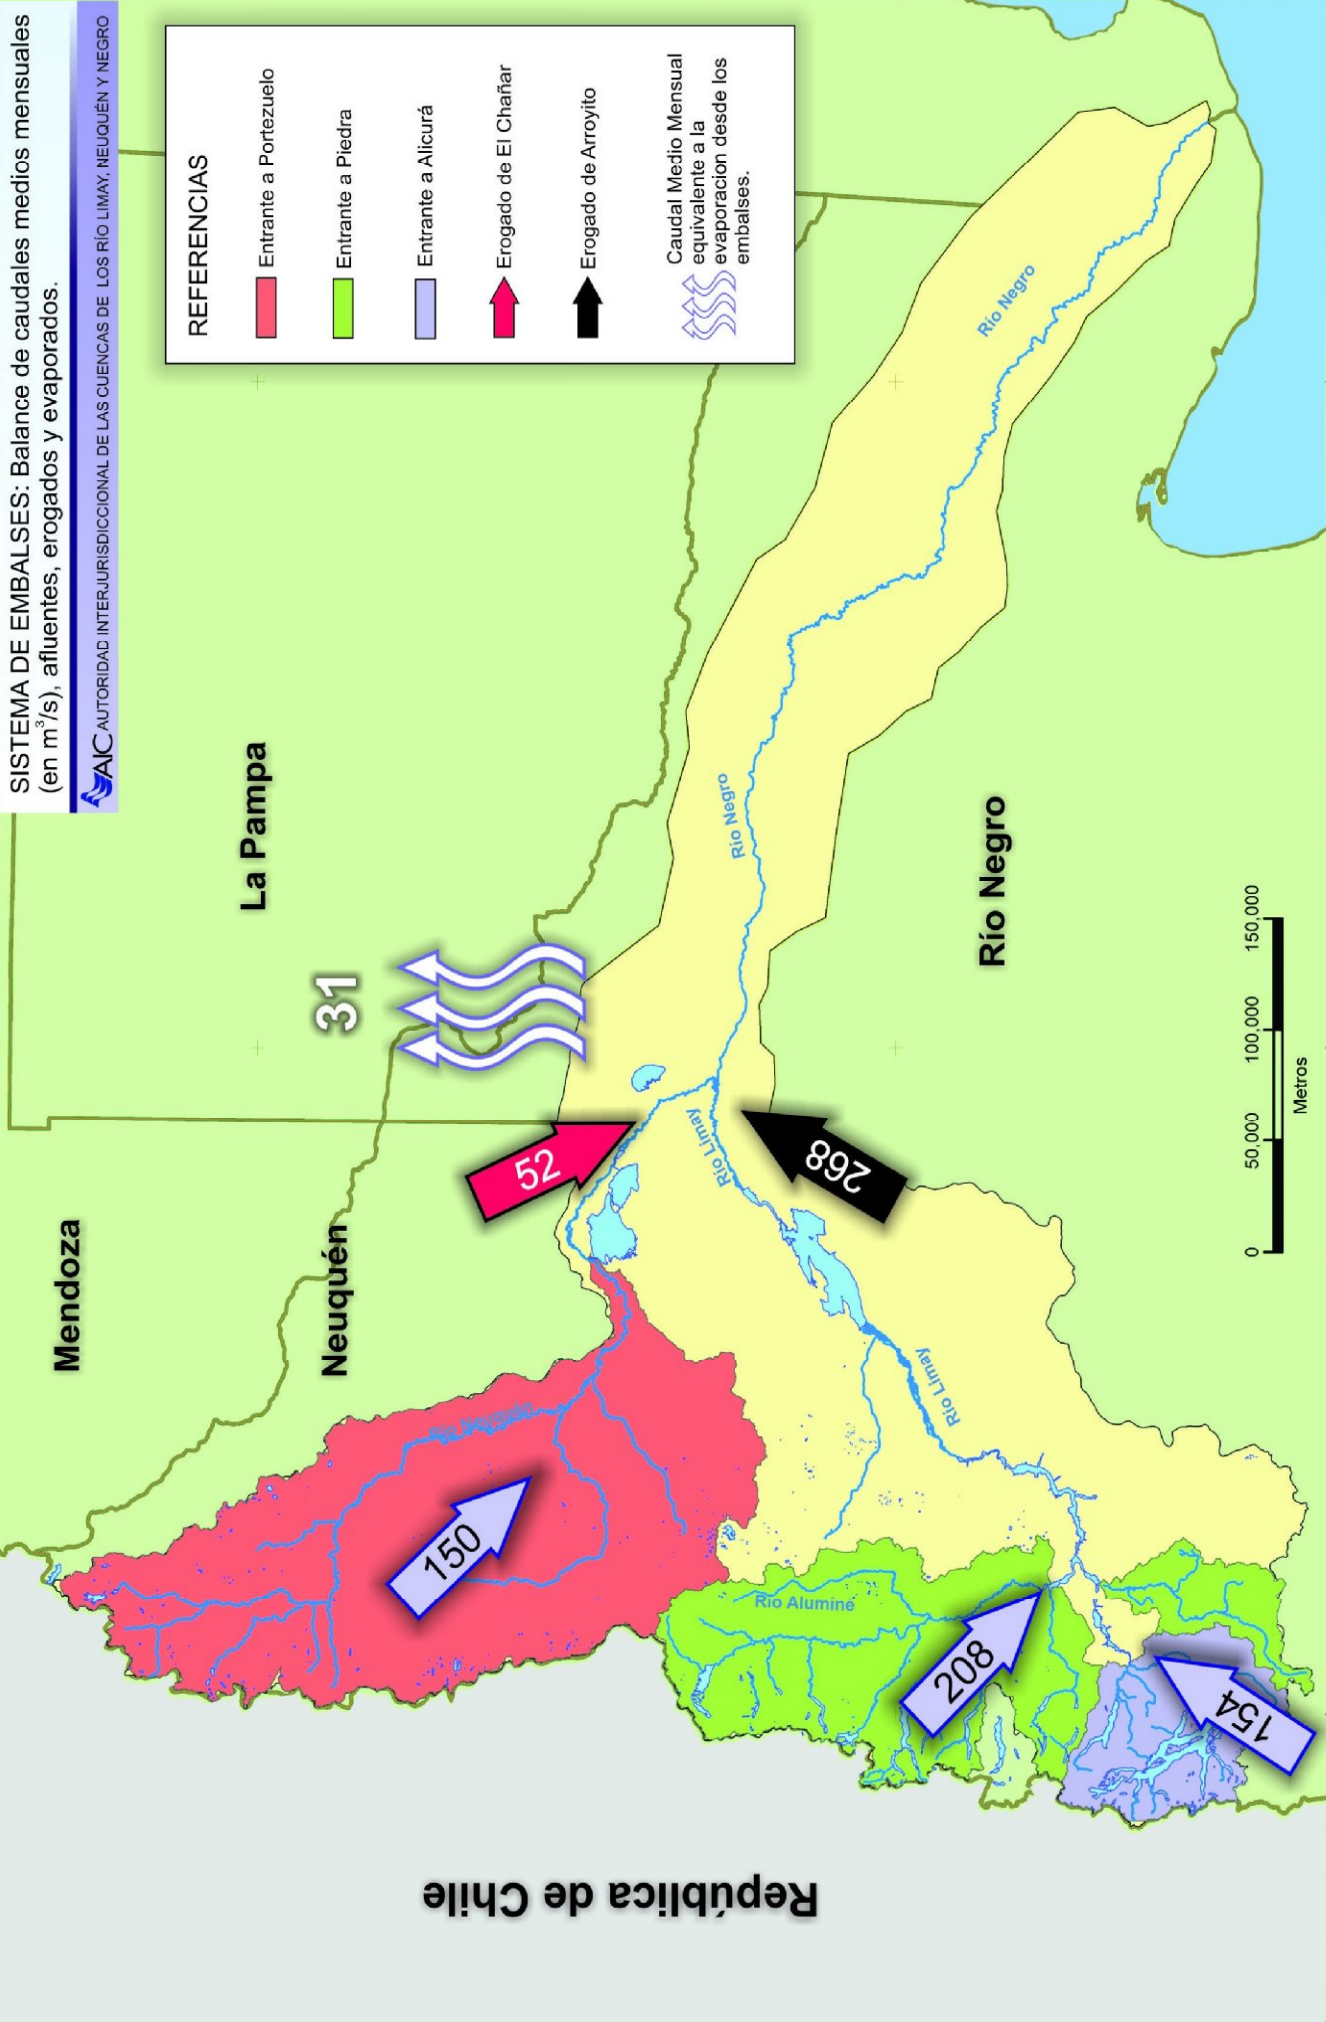 SISTEMA DE EMBALSES: Balance de caudales medios mensuales
(en m³/s), afluentes, erogados y evaporados.
AIC AUTORIDAD INTERJURISDICCIONAL DE LAS CUENCAS DE LOS RÍO LIMAY, NEUQUÉN Y NEGRO
REFERENCIAS
Entrante a Portezuelo
Entrante a Piedra
Entrante a Alicurá
Erogado de El Chañar
Erogado de Arroyito
Caudal Medio Mensual
equivalente a la
evaporacion desde los
embalses.
Mendoza
La Pampa
Neuquén
31
52
150
Río Neuquén
Río Limay
268
Río Negro
Río Negro
Río Negro
Río Limay
Río Aluminé
208
154
República de Chile
0 50.000 100.000 150.000
Metros